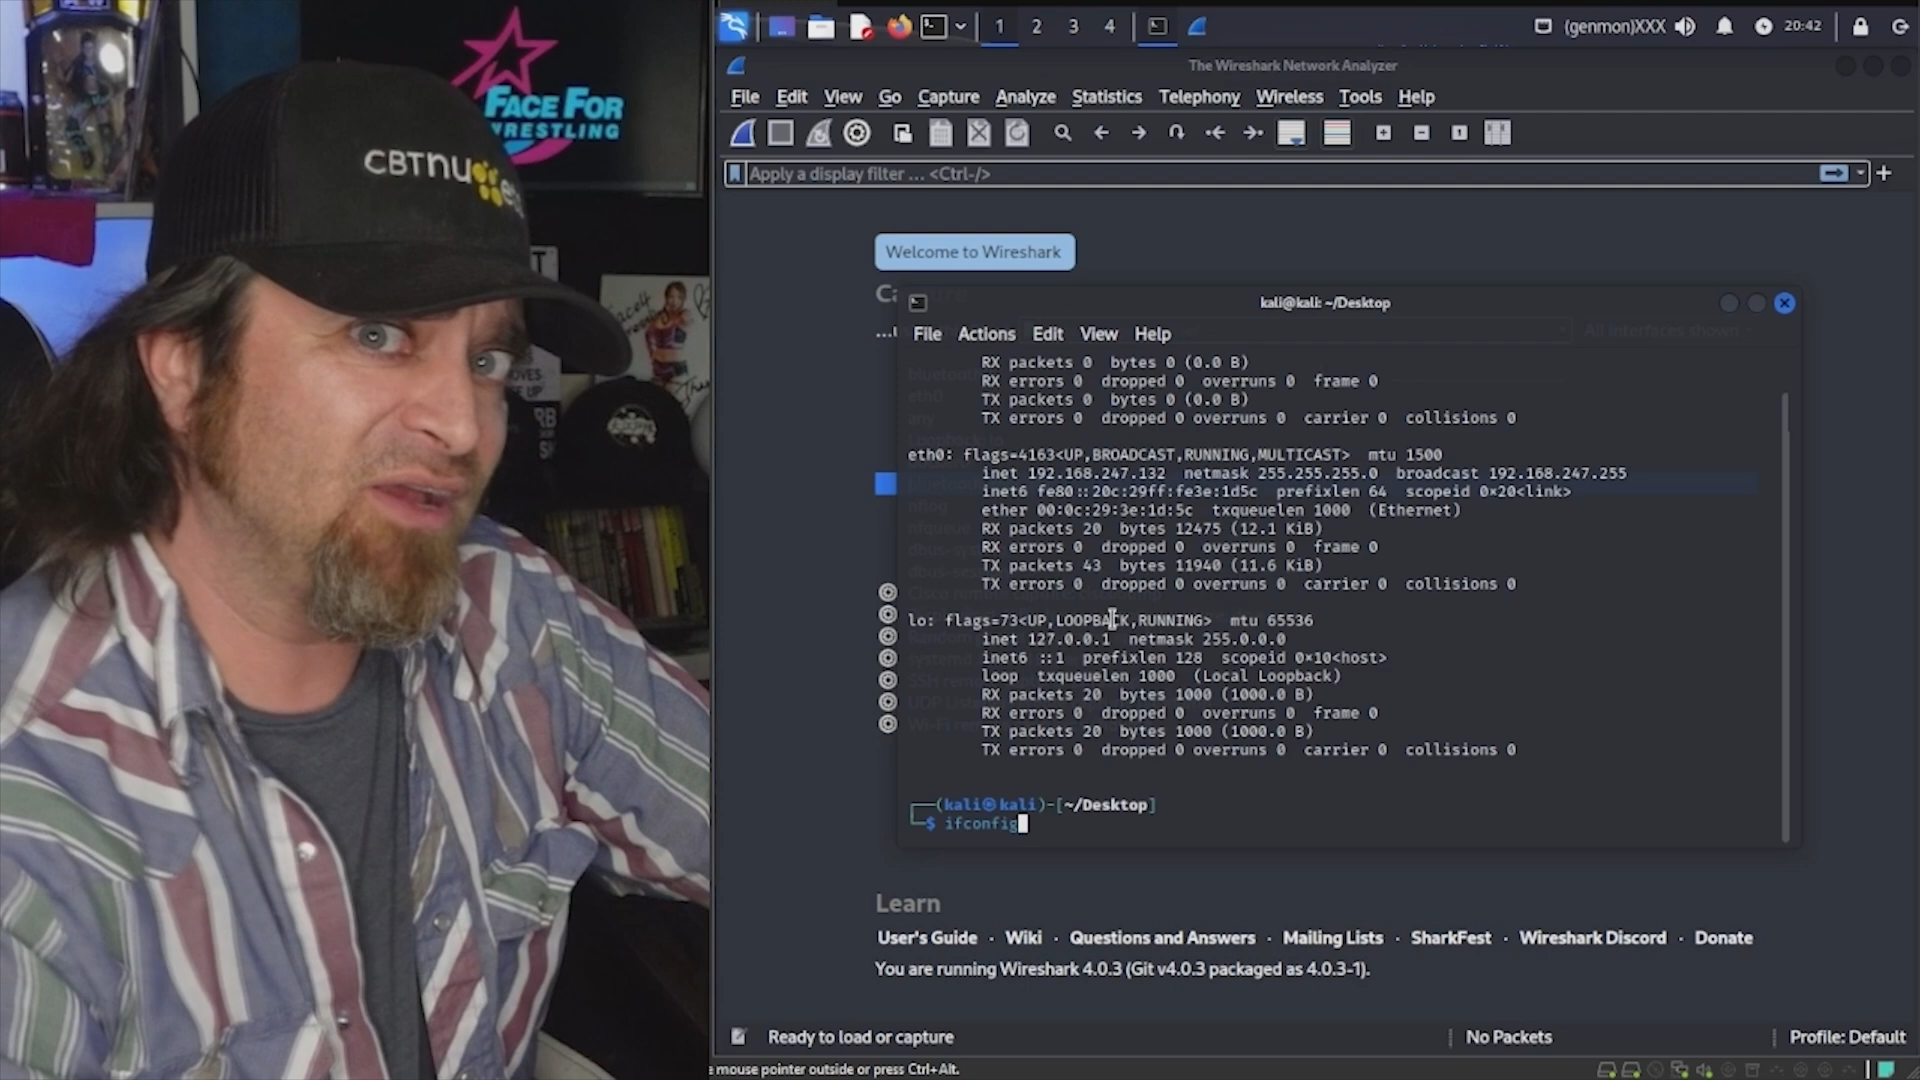 FACE FOR
WRESTLING
CBTnu
1
2
3
4
(genmon)XXX
20:42
The Wireshark Network Analyzer
File Edit View Go Capture Analyze Statistics Telephony Wireless Tools Help
Apply a display filter ... <Ctrl-/>
Welcome to Wireshark
kali@kali: ~/Desktop
All interfaces shown
File Actions Edit View Help
RX packets 0 bytes 0 (0.0 B)
RX errors 0 dropped 0 overruns 0 frame 0
TX packets 0 bytes 0 (0.0 B)
TX errors 0 dropped 0 overruns 0 carrier 0 collisions 0
eth0: flags=4163<UP,BROADCAST,RUNNING,MULTICAST> mtu 1500
inet 192.168.247.132 netmask 255.255.255.0 broadcast 192.168.247.255
inet6 fe80::20c:29ff:fe3e:1d5c prefixlen 64 scopeid 0×20<link>
ether 00:0c:29:3e:1d:5c txqueuelen 1000 (Ethernet)
RX packets 20 bytes 12475 (12.1 KiB)
RX errors 0 dropped 0 overruns 0 frame 0
TX packets 43 bytes 11940 (11.6 KiB)
TX errors 0 dropped 0 overruns 0 carrier 0 collisions 0
lo: flags=73<UP,LOOPBACK,RUNNING> mtu 65536
inet 127.0.0.1 netmask 255.0.0.0
inet6 ::1 prefixlen 128 scopeid 0×10<host>
loop txqueuelen 1000 (Local Loopback)
RX packets 20 bytes 1000 (1000.0 B)
RX errors 0 dropped 0 overruns 0 frame 0
TX packets 20 bytes 1000 (1000.0 B)
TX errors 0 dropped 0 overruns 0 carrier 0 collisions 0
(kali㉿kali)-[~/Desktop]
$ ifconfig
Learn
User's Guide · Wiki · Questions and Answers · Mailing Lists · SharkFest · Wireshark Discord · Donate
You are running Wireshark 4.0.3 (Git v4.0.3 packaged as 4.0.3-1).
Ready to load or capture
No Packets
Profile: Default
mouse pointer outside or press Ctrl+Alt.